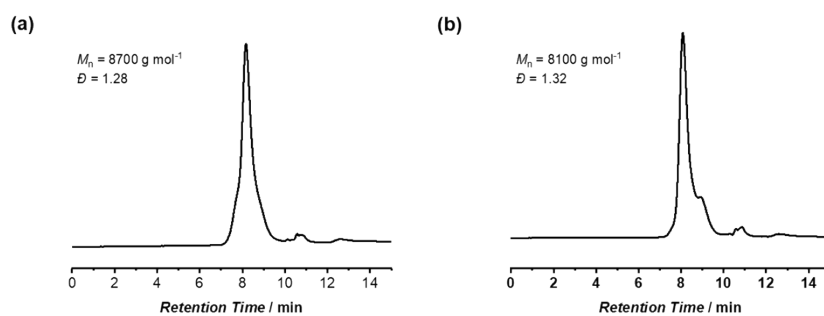 (a)
Mn = 8700 g mol-1
Đ = 1.28
0 2 4 6 8 10 12 14
Retention Time / min
(b)
Mn = 8100 g mol-1
Đ = 1.32
0 2 4 6 8 10 12 14
Retention Time / min